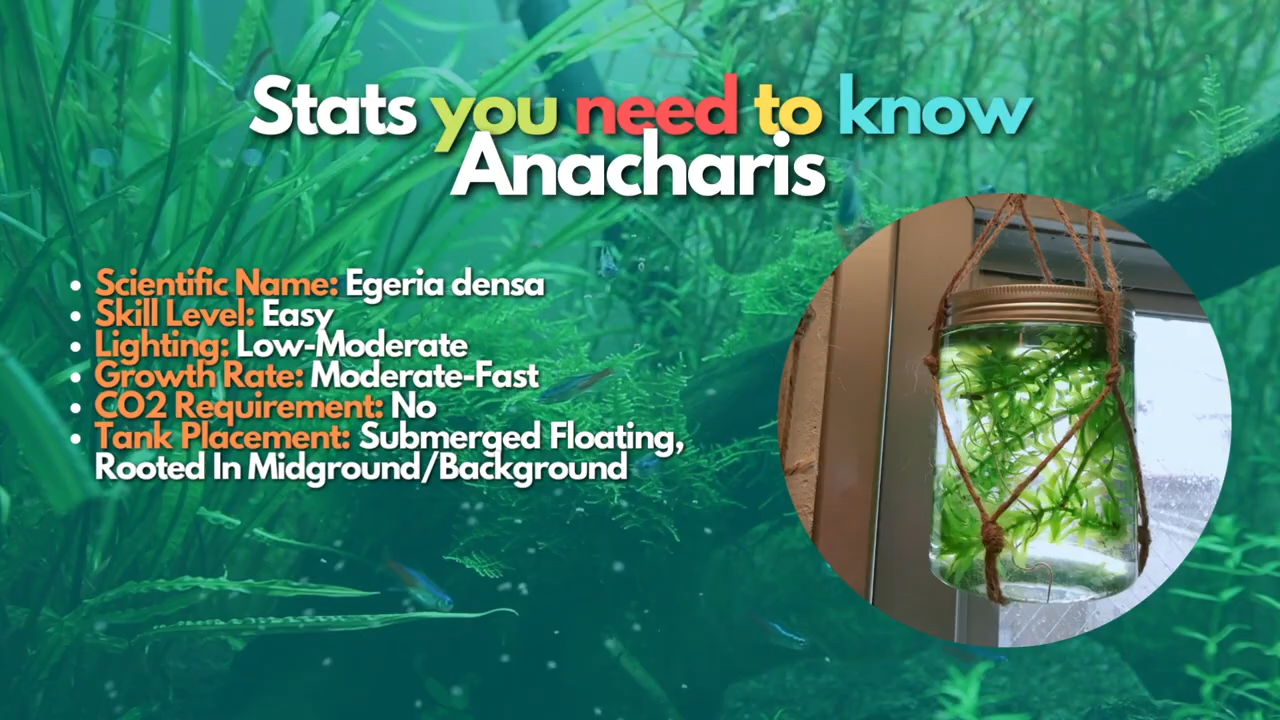 Stats you need to know
Anacharis
• Scientific Name: Egeria densa
• Skill Level: Easy
• Lighting: Low-Moderate
• Growth Rate: Moderate-Fast
• CO2 Requirement: No
• Tank Placement: Submerged Floating,
Rooted In Midground/Background